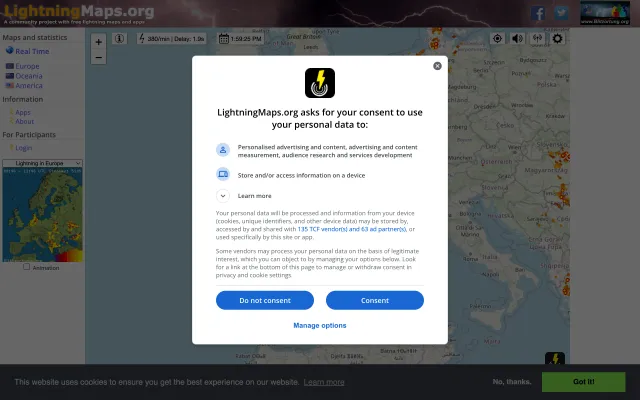 LightningMaps.org
A community project with free lightning maps and apps
www.Blitzortung.org
Maps and statistics
Real Time
Europe
Oceania
America
Information
Apps
About
For Participants
Login
Lightning in Europe
Animation
+
−
380/min | Delay: 1.9s
1:59:25 PM
Great Britain
Leeds
LightningMaps.org asks for your consent to use
your personal data to:
Personalised advertising and content, advertising and content
measurement, audience research and services development
Store and/or access information on a device
Learn more
Your personal data will be processed and information from your device
(cookies, unique identifiers, and other device data) may be stored by,
accessed by and shared with 135 TCF vendor(s) and 63 ad partner(s), or
used specifically by this site or app.
Some vendors may process your personal data on the basis of legitimate
interest, which you can object to by managing your options below. Look
for a link at the bottom of this page to manage or withdraw consent in
privacy and cookie settings.
Do not consent
Consent
Manage options
This website uses cookies to ensure you get the best experience on our website. Learn more
No, thanks.
Got it!